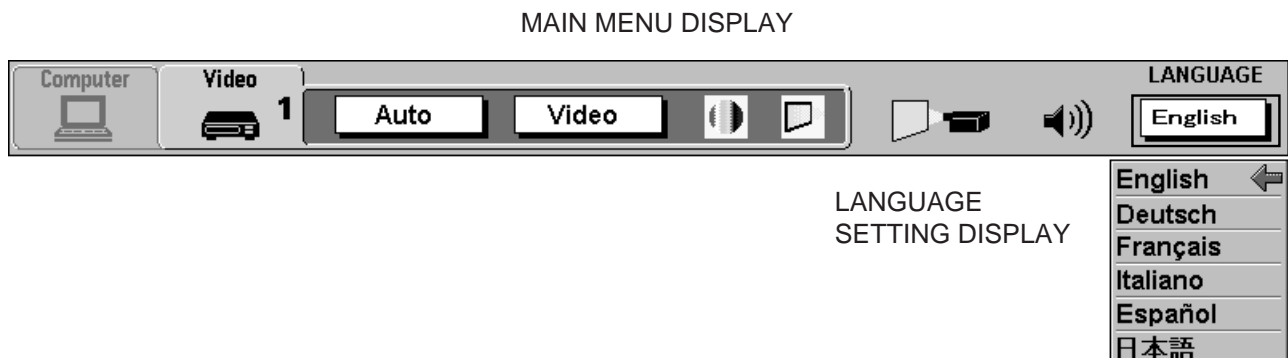 MAIN MENU DISPLAY
Computer
Video
LANGUAGE
1
Auto
Video
English
LANGUAGE
SETTING DISPLAY
English
Deutsch
Français
Italiano
Español
日本語